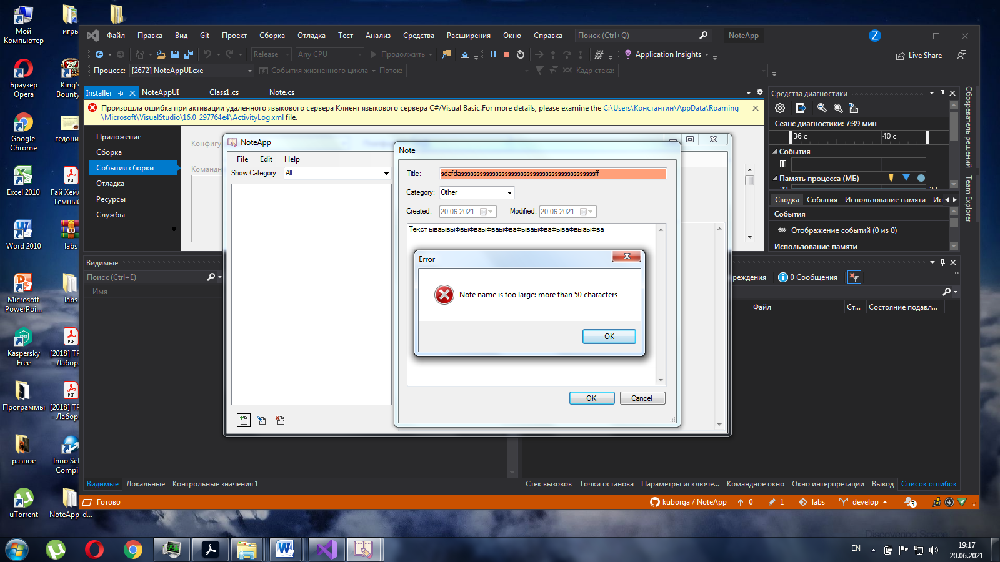 Мой
Компьютер
игры
Браузер
Opera
King's
Bounty
Google
Chrome
гедони
Excel 2010
Гай Хей
Темный
Word 2010
labs
Microsoft
PowerPoi...
labs
Kaspersky
Free
[2018] ТР
- Лабор
Программы
[2018] ТР
- Лабор
разное
Inno Set
Compi
uTorrent
NoteApp-d...
Файл Правка Вид Git Проект Сборка Отладка Тест Анализ Средства Расширения Окно Справка
Поиск (Ctrl+Q)
NoteApp
Z
Release
Any CPU
Продолжить
Application Insights
Live Share
Процесс: [2672] NoteAppUI.exe
События жизненного цикла
Поток:
Кадр стека:
Installer NoteAppUI Class1.cs Note.cs
Произошла ошибка при активации удаленного языкового сервера Клиент языкового сервера C#/Visual Basic.For more details, please examine the C:\Users\Константин\AppData\Roaming
\Microsoft\VisualStudio\16.0_297764e4\ActivityLog.xml file.
Приложение
Сборка
События сборки
Отладка
Ресурсы
Службы
Конфигу
Командна
NoteApp
File Edit Help
Show Category: All
Note
Title: sdafdasssssssssssssssssssssssssssssssssssssssssssff
Category: Other
Created: 20.06.2021 Modified: 20.06.2021
Текст ываывыфвыфваыфваыфвафываыфвафывафвыаыфва
Error
Note name is too large: more than 50 characters
OK
OK Cancel
Средства диагностики
Сеанс диагностики: 7:39 мин
36 с 40 с
События
Память процесса (МБ)
23 23
Сводка События Использование памяти Ис
События
Отображение событий (0 из 0)
Использование памяти
Обозреватель решений
Team Explorer
Видимые
Поиск (Ctrl+E)
Имя
реждения 0 Сообщения
Файл Ст... Состояние подавл...
Видимые Локальные Контрольные значения 1
Стек вызовов Точки останова Параметры исключе... Командное окно Окно интерпретации Вывод Список ошибок
Готово
kuborga / NoteApp 0 1 labs develop 3
Discovering Space
EN
19:17
20.06.2021